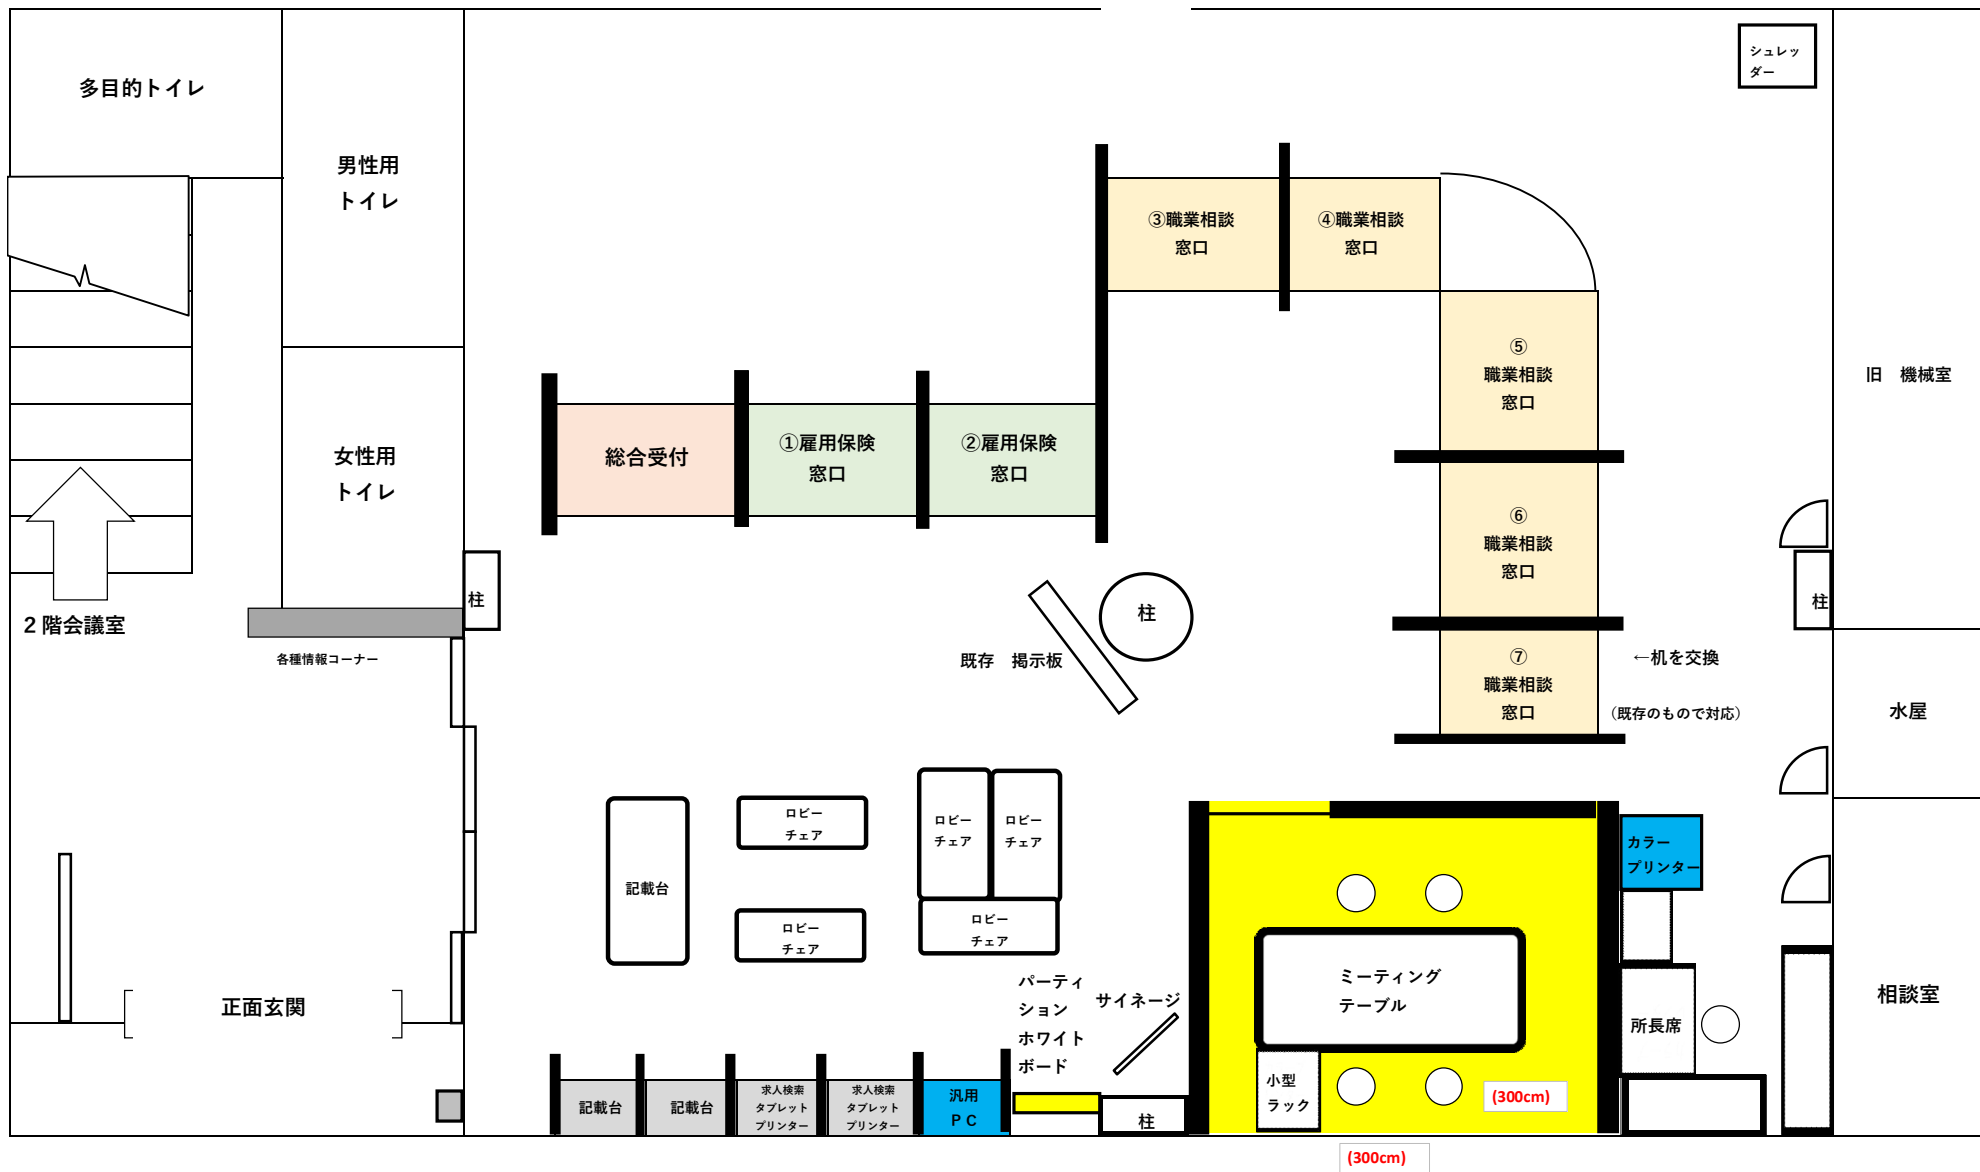 シュレッ
ダー
多目的トイレ
男性用
トイレ
③職業相談
窓口
④職業相談
窓口
⑤
職業相談
窓口
旧　機械室
女性用
トイレ
総合受付
①雇用保険
窓口
②雇用保険
窓口
⑥
職業相談
窓口
柱
柱
柱
２階会議室
各種情報コーナー
既存　掲示板
⑦
職業相談
窓口
←机を交換
（既存のもので対応）
水屋
ロビー
チェア
ロビー
チェア
ロビー
チェア
カラー
プリンター
記載台
ロビー
チェア
ロビー
チェア
正面玄関
パーティ
ション
ホワイト
ボード
サイネージ
ミーティング
テーブル
所長席
相談室
記載台
記載台
求人検索
タブレット
プリンター
求人検索
タブレット
プリンター
汎用
ＰＣ
柱
小型
ラック
(300cm)
(300cm)